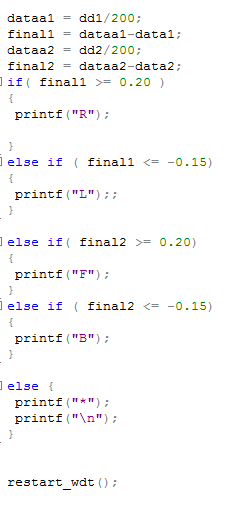 dataa1 = dd1/200;
final1 = dataa1-data1;
dataa2 = dd2/200;
final2 = dataa2-data2;
if( final1 >= 0.20 )
{
printf("R");
}
else if ( final1 <= -0.15)
{
printf("L");;
}
else if( final2 >= 0.20)
{
printf("F");
}
else if ( final2 <= -0.15)
{
printf("B");
}
else {
printf("*");
printf("\n");
}
restart_wdt();